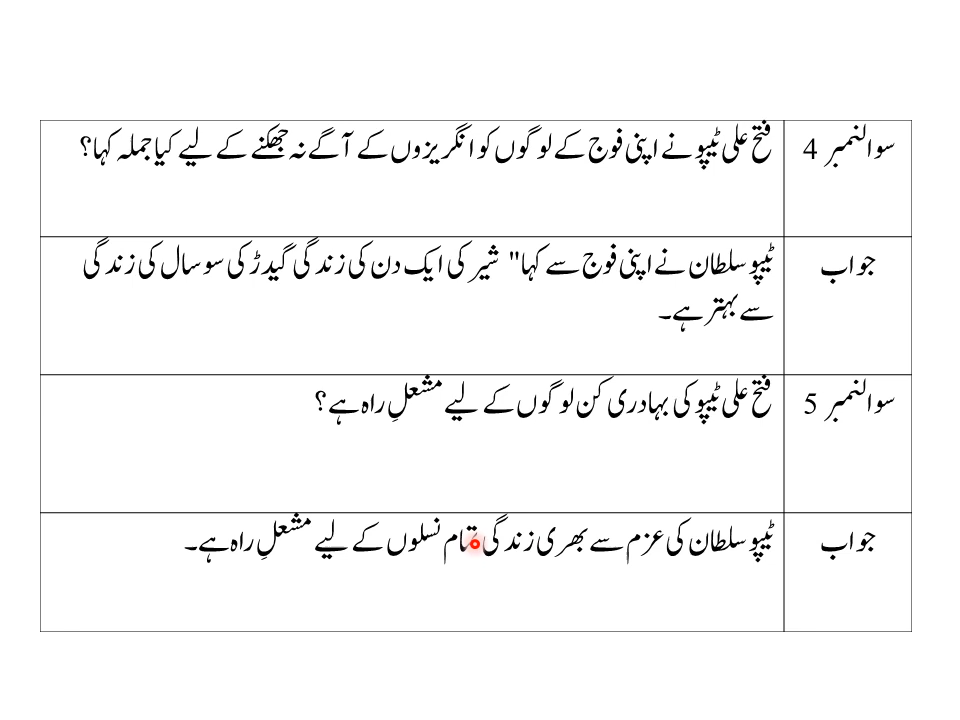 سوالنمبر 4 فتح علی ٹیپو نے اپنی فوج کے لوگوں کو انگریزوں کے آگے نہ جھکنے کے لیے کیا جملہ کہا؟
جواب ٹیپو سلطان نے اپنی فوج سے کہا" شیر کی ایک دن کی زندگی گیدڑ کی سو سال کی زندگی
سے بہتر ہے۔
سوالنمبر 5 فتح علی ٹیپو کی بہادری کن لوگوں کے لیے مشعلِ راہ ہے؟
جواب ٹیپو سلطان کی عزم سے بھری زندگی تمام نسلوں کے لیے مشعلِ راہ ہے۔